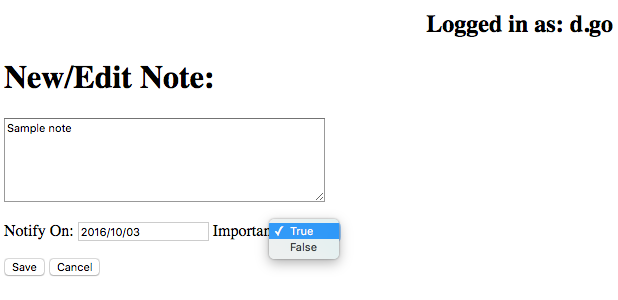 Logged in as: d.go
New/Edit Note:
Sample note
Notify On: 2016/10/03 Importan ✓ True
False
Save Cancel